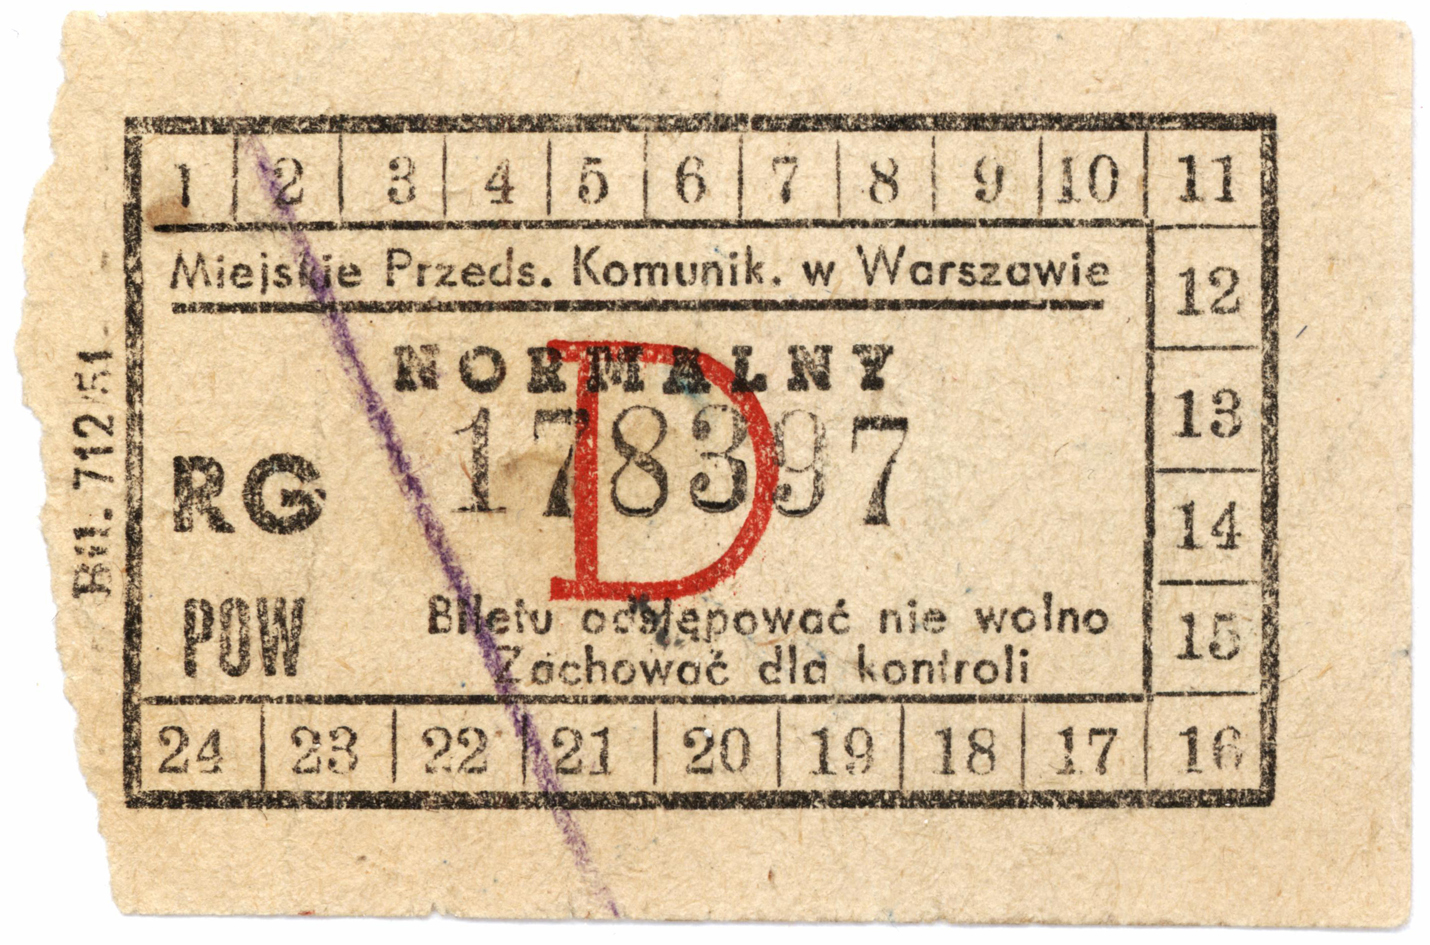 1 2 3 4 5 6 7 8 9 10 11
Miejskie Przeds. Komunik. w Warszawie
12
NORMALNY
13
178397
D
RG
14
POW
Biletu odstępować nie wolno
15
Zachować dla kontroli
24 23 22 21 20 19 18 17 16
Bil. 712/51